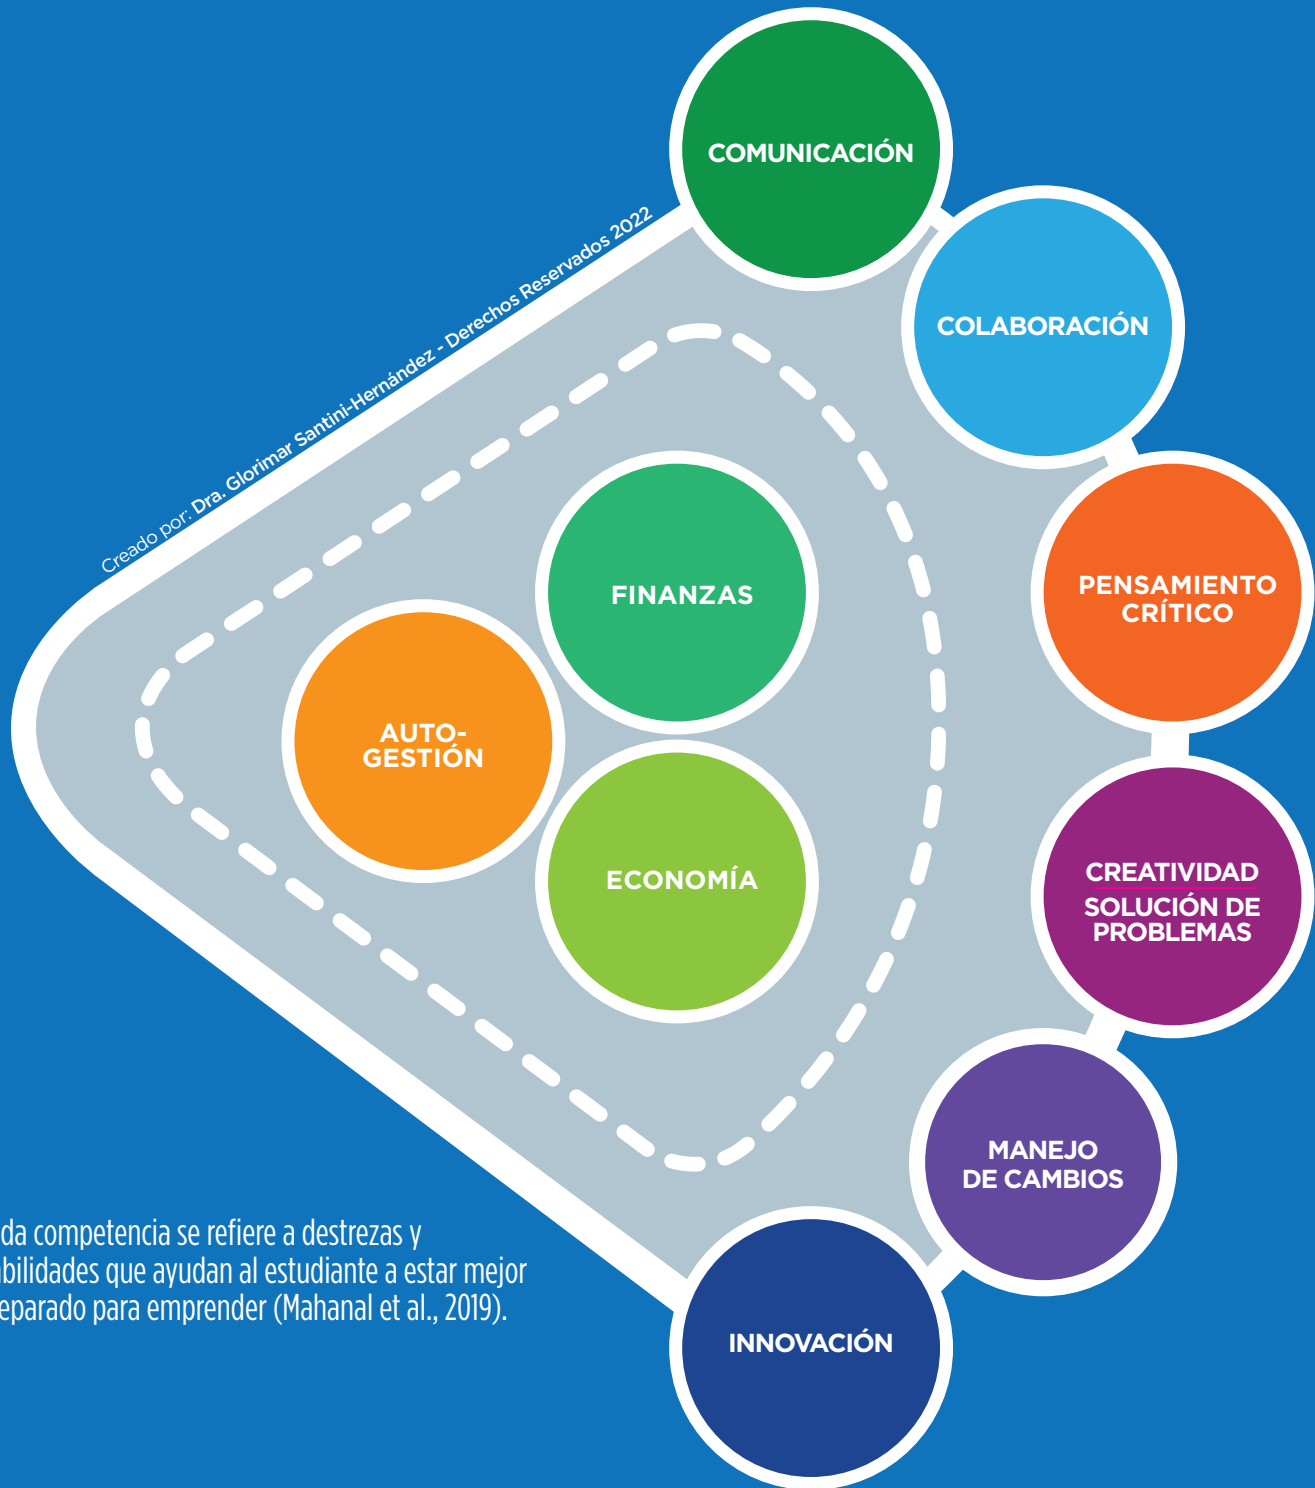 COMUNICACIÓN
COLABORACIÓN
Creado por: Dra. Glorimar Santini-Hernández - Derechos Reservados 2022
PENSAMIENTO
CRÍTICO
FINANZAS
AUTO-
GESTIÓN
ECONOMÍA
CREATIVIDAD
SOLUCIÓN DE
PROBLEMAS
MANEJO
DE CAMBIOS
INNOVACIÓN
da competencia se refiere a destrezas y
bilidades que ayudan al estudiante a estar mejor
eparado para emprender (Mahanal et al., 2019).